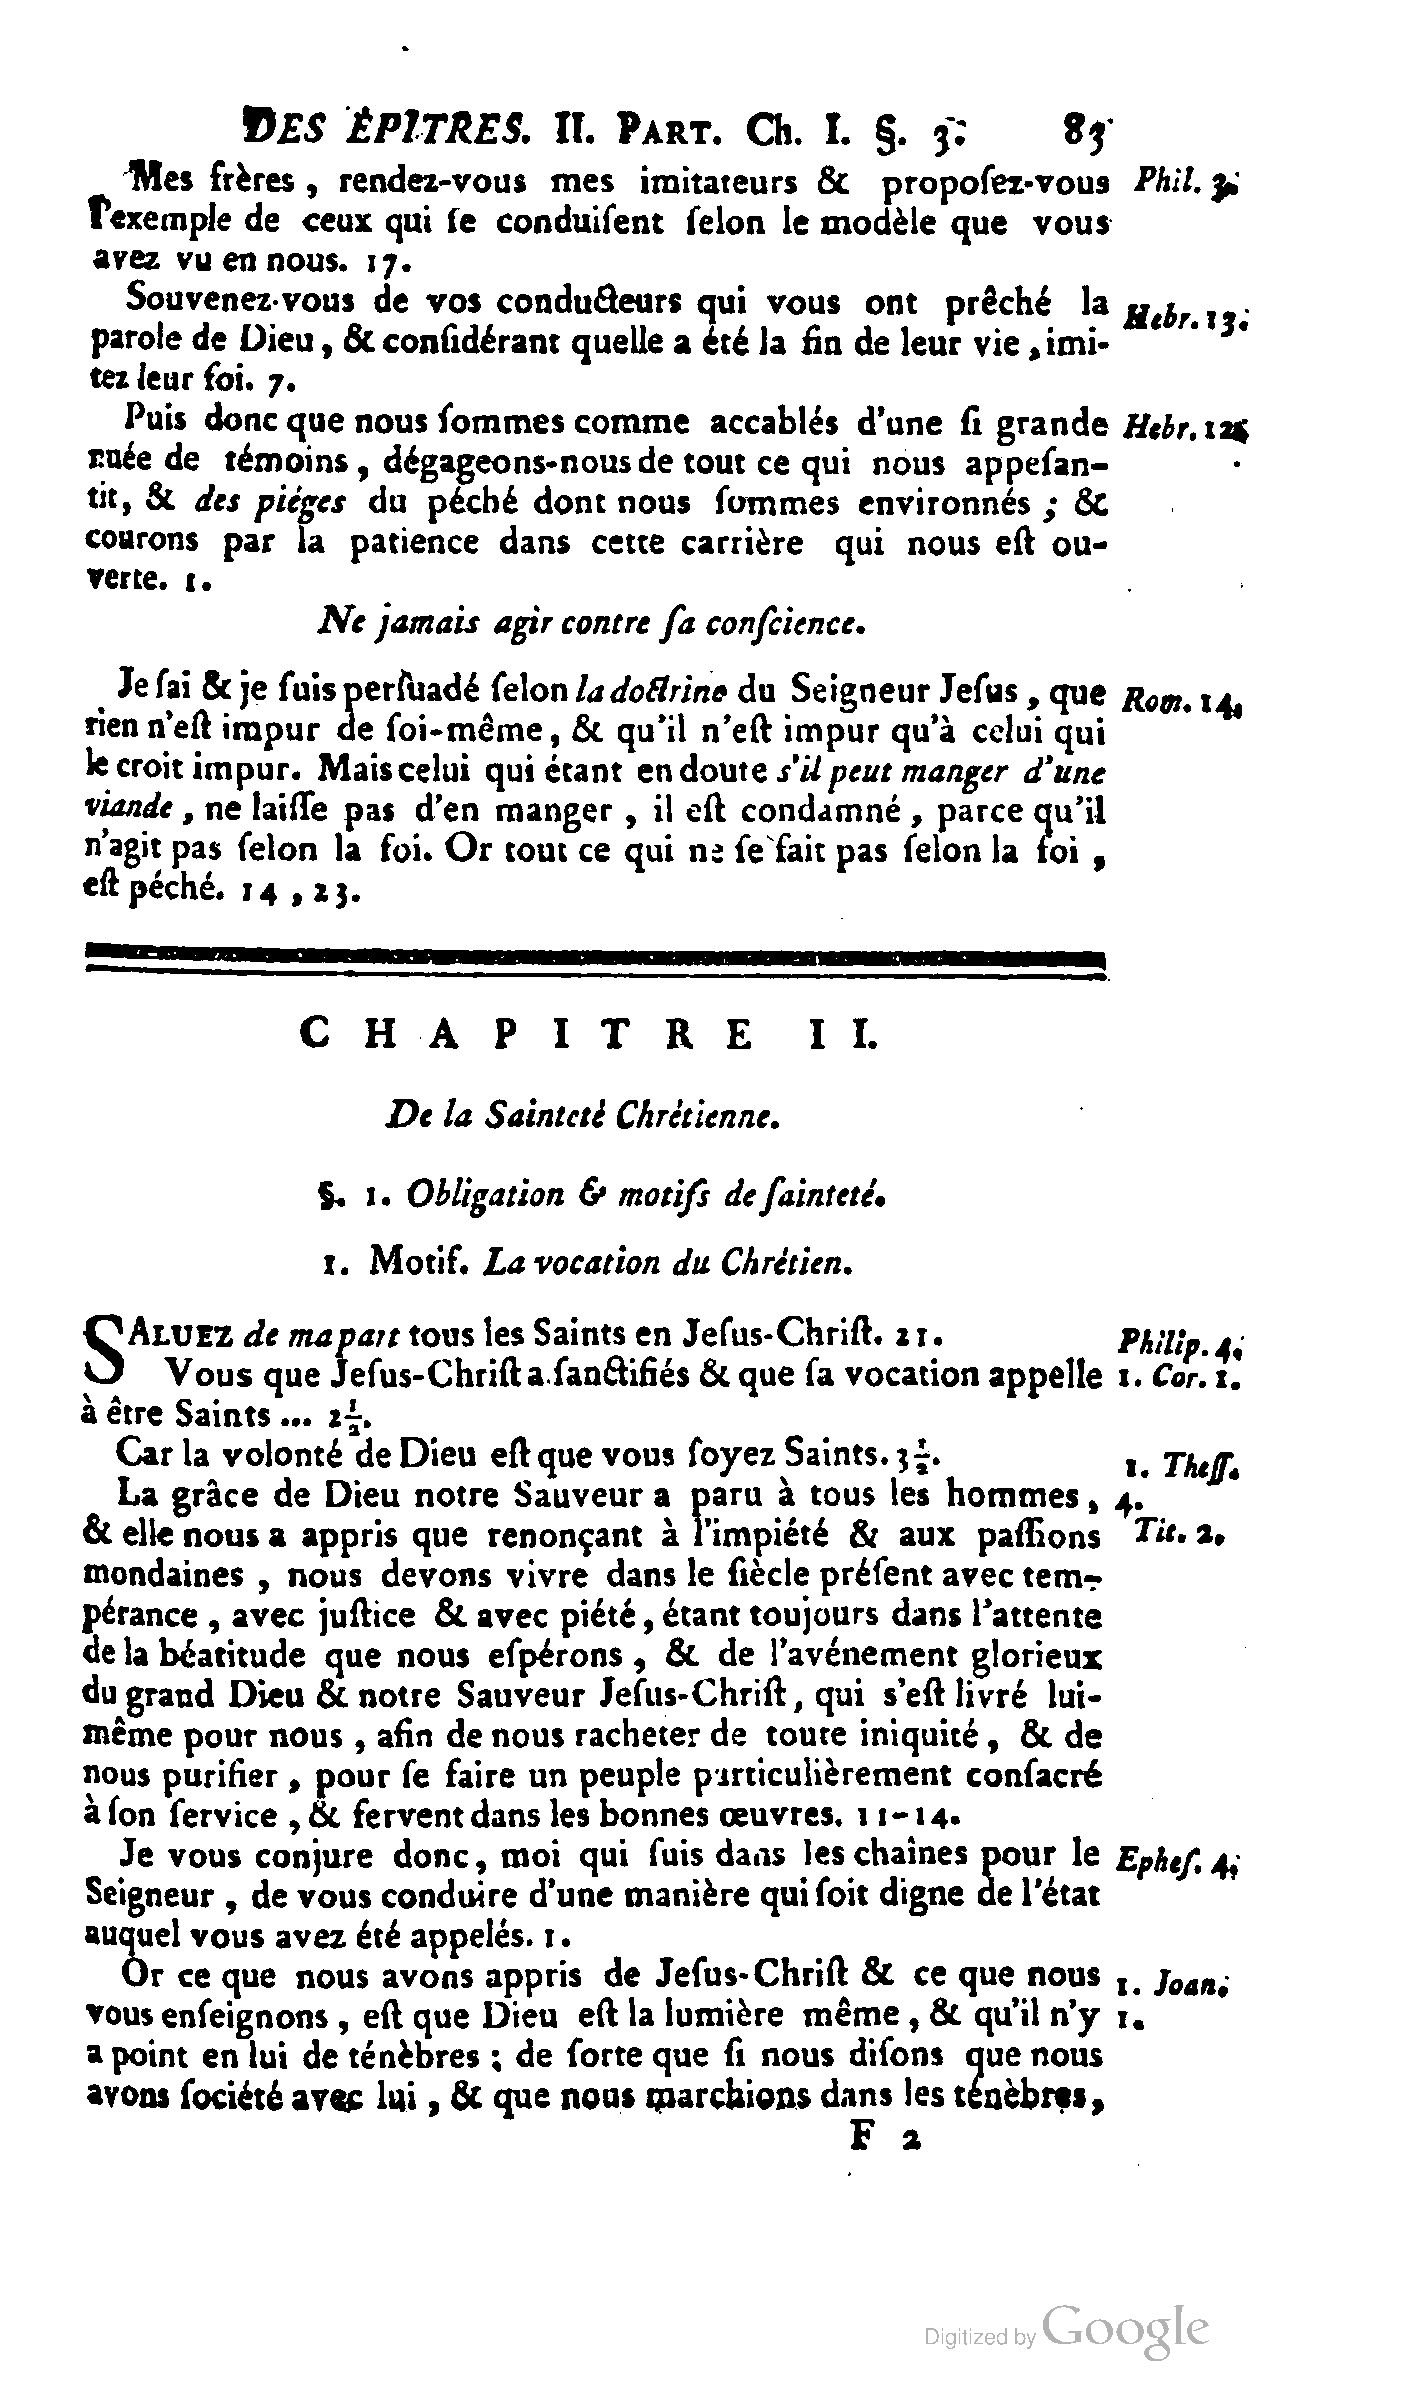 DES ÉPITRES. II. PART. Ch. I. §. 3. 83
Mes frères, rendez-vous mes imitateurs & propoſez-vous Phil. 3.
l'exemple de ceux qui ſe conduiſent ſelon le modèle que vous
avez vu en nous. 17.
Souvenez-vous de vos conducteurs qui vous ont prêché la Hebr. 13.
parole de Dieu, & conſidérant quelle a été la fin de leur vie, imi-
tez leur foi. 7.
Puis donc que nous ſommes comme accablés d'une ſi grande Hebr. 12.
nuée de témoins, dégageons-nous de tout ce qui nous appeſan-
tit, & des piéges du péché dont nous ſommes environnés ; &
courons par la patience dans cette carrière qui nous eſt ou-
verte. 1.
Ne jamais agir contre ſa conſcience.
Je ſai & je ſuis perſuadé ſelon la doctrine du Seigneur Jeſus, que Rom. 14.
rien n'eſt impur de ſoi-même, & qu'il n'eſt impur qu'à celui qui
le croit impur. Mais celui qui étant en doute s'il peut manger d'une
viande, ne laiſſe pas d'en manger, il eſt condamné, parce qu'il
n'agit pas ſelon la foi. Or tout ce qui ne ſe fait pas ſelon la foi,
eſt péché. 14, 23.
CHAPITRE II.
De la Sainteté Chrétienne.
§. 1. Obligation & motifs de ſainteté.
1. Motif. La vocation du Chrétien.
SALUEZ de ma part tous les Saints en Jeſus-Chriſt. 21. Philip. 4.
Vous que Jeſus-Chriſt a ſanctifiés & que ſa vocation appelle 1. Cor. 1.
à être Saints ... 2½.
Car la volonté de Dieu eſt que vous ſoyez Saints. 3½. 1. Theſſ.
La grâce de Dieu notre Sauveur a paru à tous les hommes, 4.
& elle nous a appris que renonçant à l'impiété & aux paſſions Tit. 2.
mondaines, nous devons vivre dans le ſiècle préſent avec tem-
pérance, avec juſtice & avec piété, étant toujours dans l'attente
de la béatitude que nous eſpérons, & de l'avénement glorieux
du grand Dieu & notre Sauveur Jeſus-Chriſt, qui s'eſt livré lui-
même pour nous, afin de nous racheter de toute iniquité, & de
nous purifier, pour ſe faire un peuple particulièrement conſacré
à ſon ſervice, & fervent dans les bonnes œuvres. 11-14.
Je vous conjure donc, moi qui ſuis dans les chaînes pour le Epheſ. 4.
Seigneur, de vous conduire d'une manière qui ſoit digne de l'état
auquel vous avez été appelés. 1.
Or ce que nous avons appris de Jeſus-Chriſt & ce que nous 1. Joan.
vous enſeignons, eſt que Dieu eſt la lumière même, & qu'il n'y 1.
a point en lui de ténèbres ; de ſorte que ſi nous diſons que nous
avons ſociété avec lui, & que nous marchions dans les ténèbres,
F 2
Digitized by Google